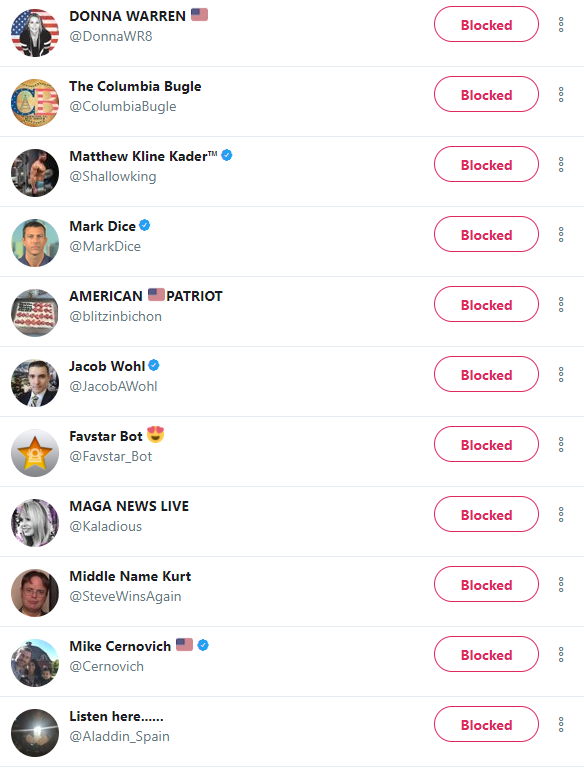 DONNA WARREN 🇺🇸
@DonnaWR8
Blocked
The Columbia Bugle
@ColumbiaBugle
Blocked
Matthew Kline Kader™
@Shallowking
Blocked
Mark Dice
@MarkDice
Blocked
AMERICAN 🇺🇸PATRIOT
@blitzinbichon
Blocked
Jacob Wohl
@JacobAWohl
Blocked
Favstar Bot 😍
@Favstar_Bot
Blocked
MAGA NEWS LIVE
@Kaladious
Blocked
Middle Name Kurt
@SteveWinsAgain
Blocked
Mike Cernovich 🇺🇸
@Cernovich
Blocked
Listen here......
@Aladdin_Spain
Blocked